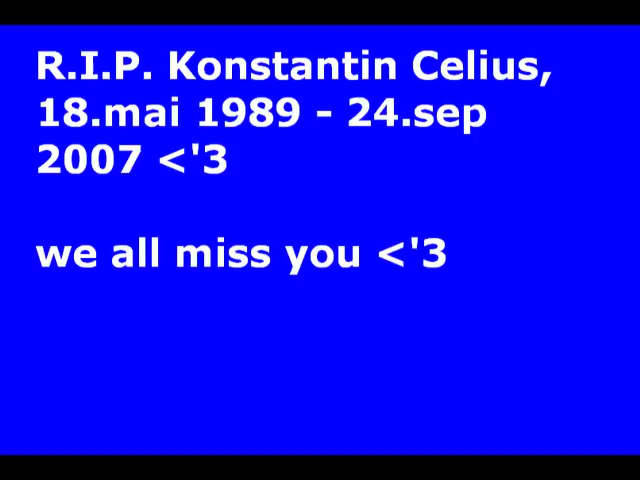 R.I.P. Konstantin Celius,
18.mai 1989 - 24.sep
2007 <'3
we all miss you <'3